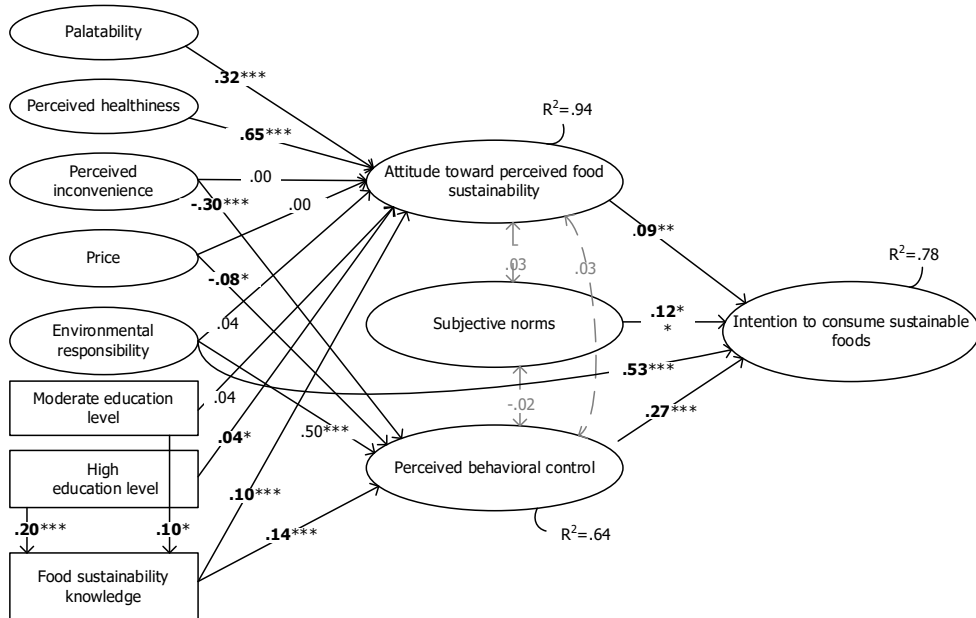 Palatability
.32***
Perceived healthiness
.65***
R²=.94
Perceived
inconvenience
.00
-.30***
Attitude toward perceived food
sustainability
.00
Price
-.08*
.09**
.03
.03
R²=.78
Environmental
responsibility
.04
Subjective norms
.12*
*
Intention to consume sustainable
foods
.53***
Moderate education
level
.04
-.02
.27***
.04*
.50***
High
education level
Perceived behavioral control
.10***
.20***
.10*
.14***
R²=.64
Food sustainability
knowledge